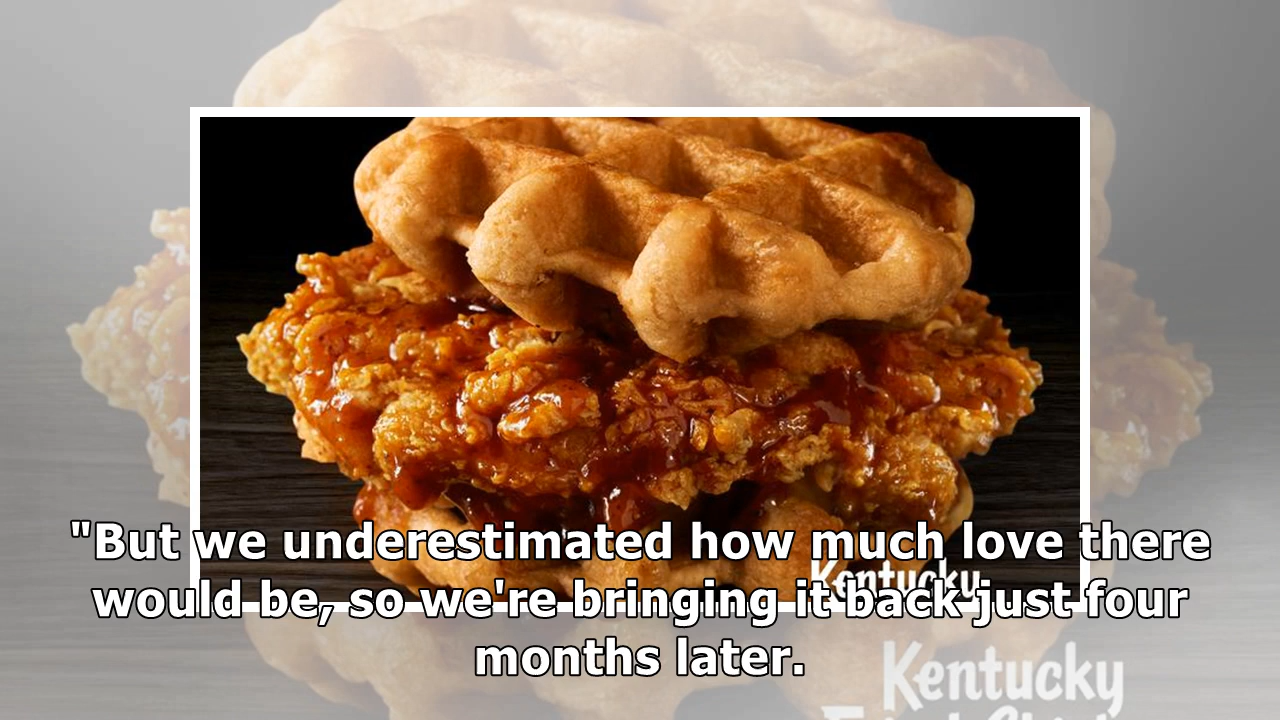 "But we underestimated how much love there
would be, so we're bringing it back just four
months later.
Kentucky
Kentucky